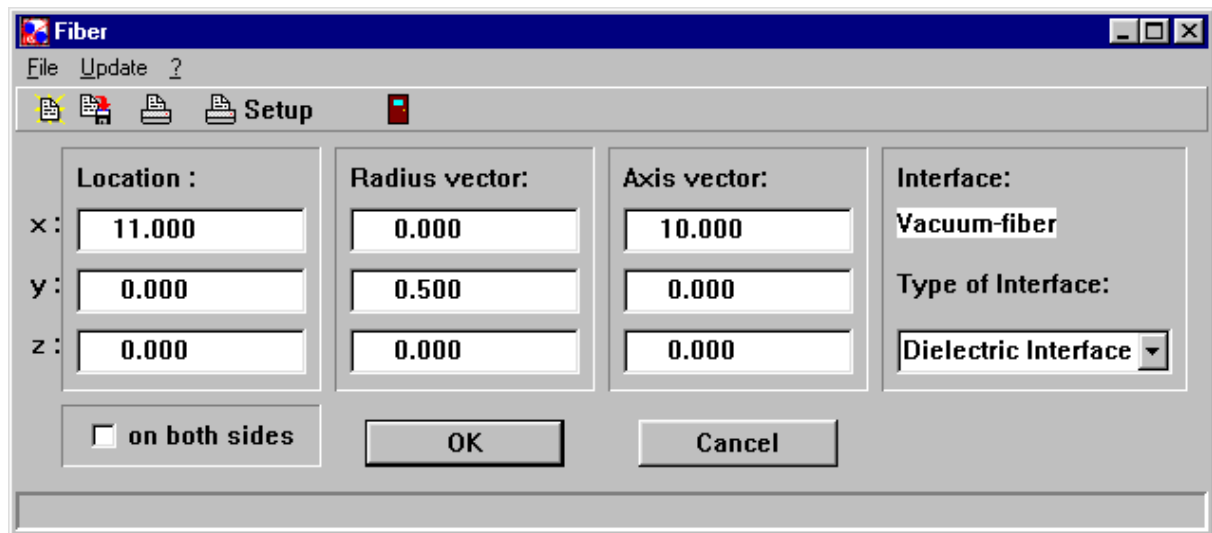 Fiber
File Update ?
Setup
Location : Radius vector: Axis vector: Interface:
x: 11.000 0.000 10.000 Vacuum-fiber
y: 0.000 0.500 0.000 Type of Interface:
z: 0.000 0.000 0.000 Dielectric Interface
on both sides OK Cancel